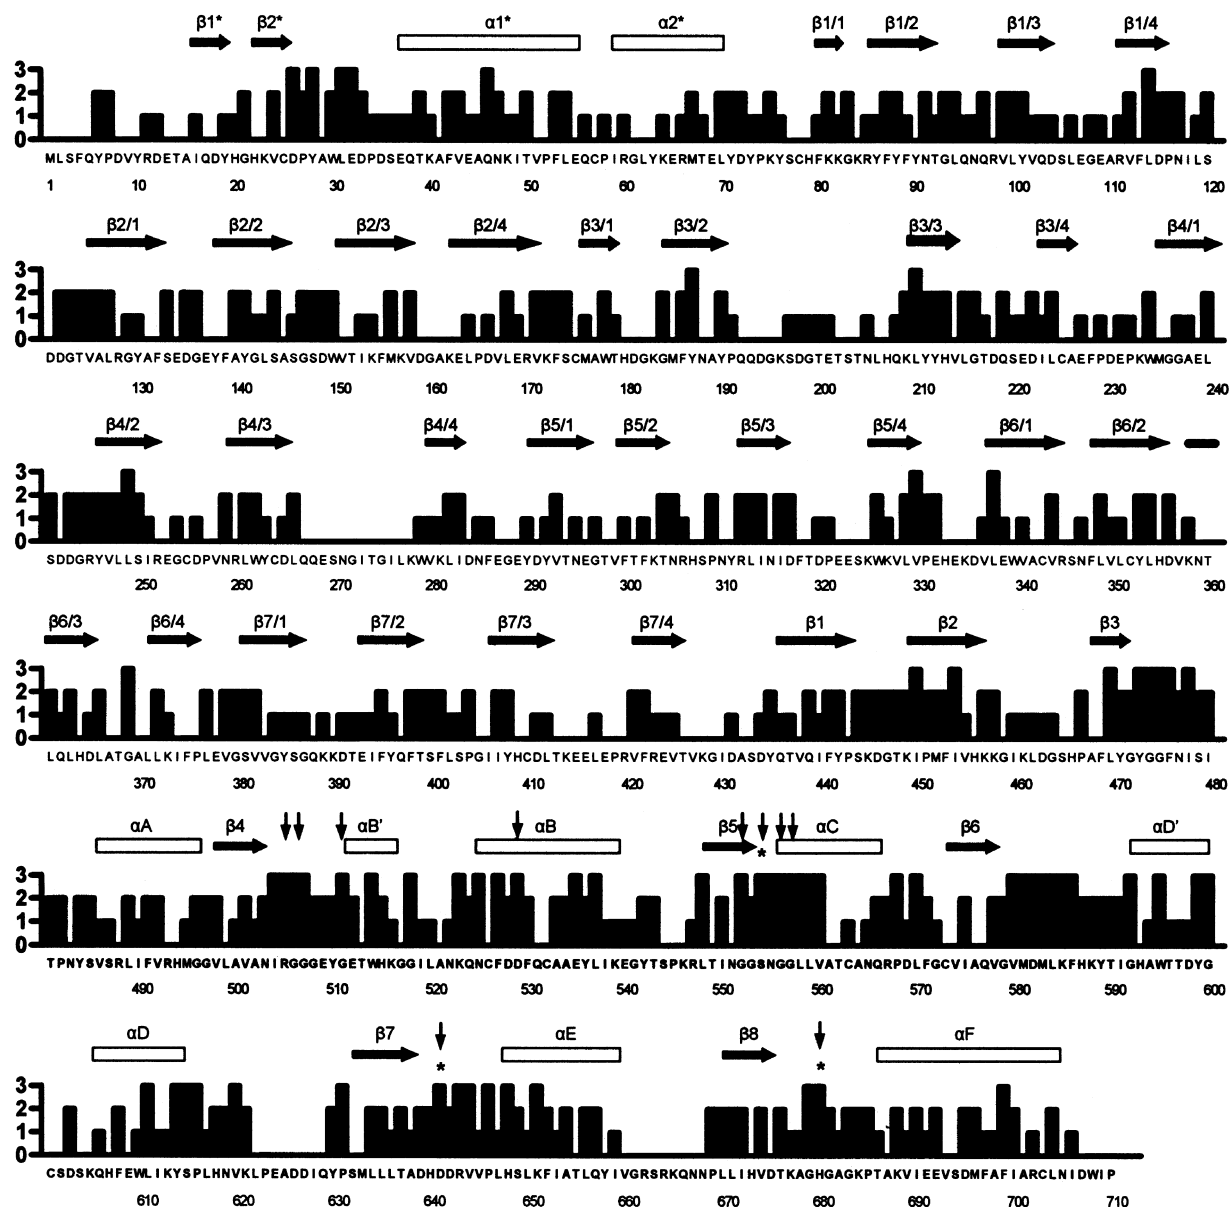 β1* β2* α1* α2* β1/1 β1/2 β1/3 β1/4
3
2
1
0
MLSFQYPDVYRDETAIQDYHGHKVCDPYAWLEDPDSEQTKAFVEAQNKITVPFLEQCPIRGLYKERMTELYDYPKYSCHFKKGKRYFYFYNTGLQNQRVLYVQDSLEGEARVFLDPNILS
1 10 20 30 40 50 60 70 80 90 100 110 120
β2/1 β2/2 β2/3 β2/4 β3/1 β3/2 β3/3 β3/4 β4/1
3
2
1
0
DDGTVALRGYAFSEDGEYFAYGLSASGSDWVTIKFMKVDGAKELPDVLERVKFSCMAWTHDGKGMFYNAYPQQDGKSDGTETSTNLHQKLYYHVLGTDQSEDILCAEFPDEPKWMGGAEL
130 140 150 160 170 180 190 200 210 220 230 240
β4/2 β4/3 β4/4 β5/1 β5/2 β5/3 β5/4 β6/1 β6/2
3
2
1
0
SDDGRYVLLSIREGCDPVNRLWYCDLQQESNGITGILKWVKLIDNFEGEYDYVTNEGTVFTFKTNRHSPNYRLINIDFTDPEESKWKVLVPEHEKDVLEWVACVRSNFLVLCYLHDVKNT
250 260 270 280 290 300 310 320 330 340 350 360
β6/3 β6/4 β7/1 β7/2 β7/3 β7/4 β1 β2 β3
3
2
1
0
LQLHDLATGALLKIFPLEVGSVVGYSGQKKDTEIFYQFTSFLSPGIIYHCDLTKEELEPRVFREVTVKGIDASDYQTVQIFYPSKDGTKIPMFIVHKKGIKLDGSHPAFLYGYGGFNISI
370 380 390 400 410 420 430 440 450 460 470 480
αA β4 αB' αB β5 αC β6 αD'
*
3
2
1
0
TPNYSVSRLIFVRHMGGVLAVANIRGGGEYGETWHKGGILANKQNCFDDFQCAAEYLIKEGYTSPKRLTINGGSNGGLLVATCANQRPDLFGCVIAQVGVMDMLKFHKYTIGHAWTTDYG
490 500 510 520 530 540 550 560 570 580 590 600
αD β7 αE β8 αF
* *
3
2
1
0
CSDSKQHFEWLIKYSPLHNVKLPEADDIQYPSMLLLTADHDDRVVPLHSLKFIATLQYIVGRSRKQNNPLLIHVDTKAGHGAGKPTAKVIEEVSDMFAFIARCLNIDWIP
610 620 630 640 650 660 670 680 690 700 710